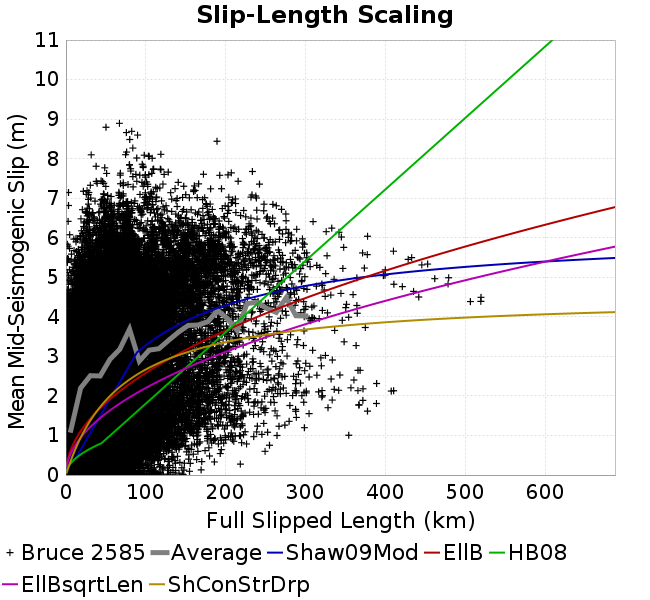 Slip-Length Scaling
Mean Mid-Seismogenic Slip (m)
11
10
9
8
7
6
5
4
3
2
1
0
0 100 200 300 400 500 600
Full Slipped Length (km)
Bruce 2585 Average Shaw09Mod EllB HB08
EllBsqrtLen ShConStrDrp